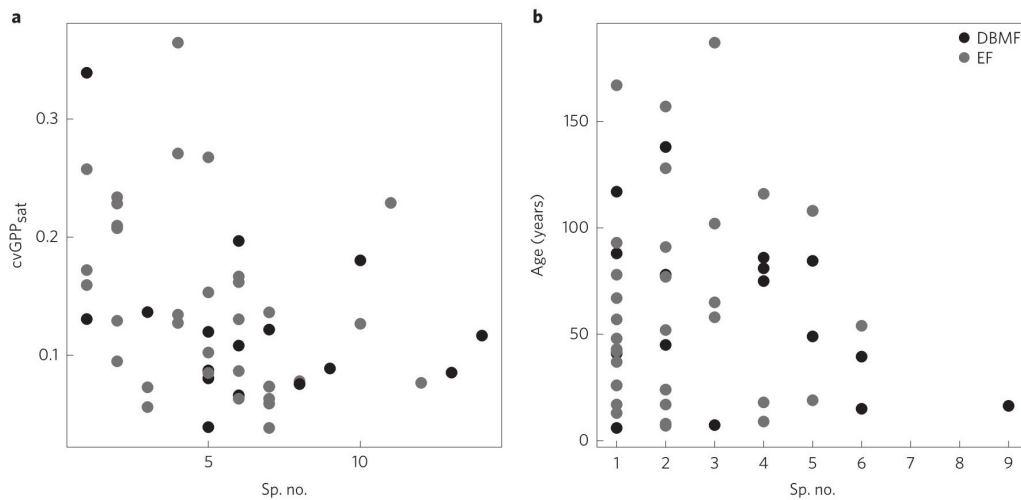 a
0.3
0.2
0.1
cvGPPsat
5
10
Sp. no.
b
DBMF
EF
150
100
50
0
Age (years)
1 2 3 4 5 6 7 8 9
Sp. no.